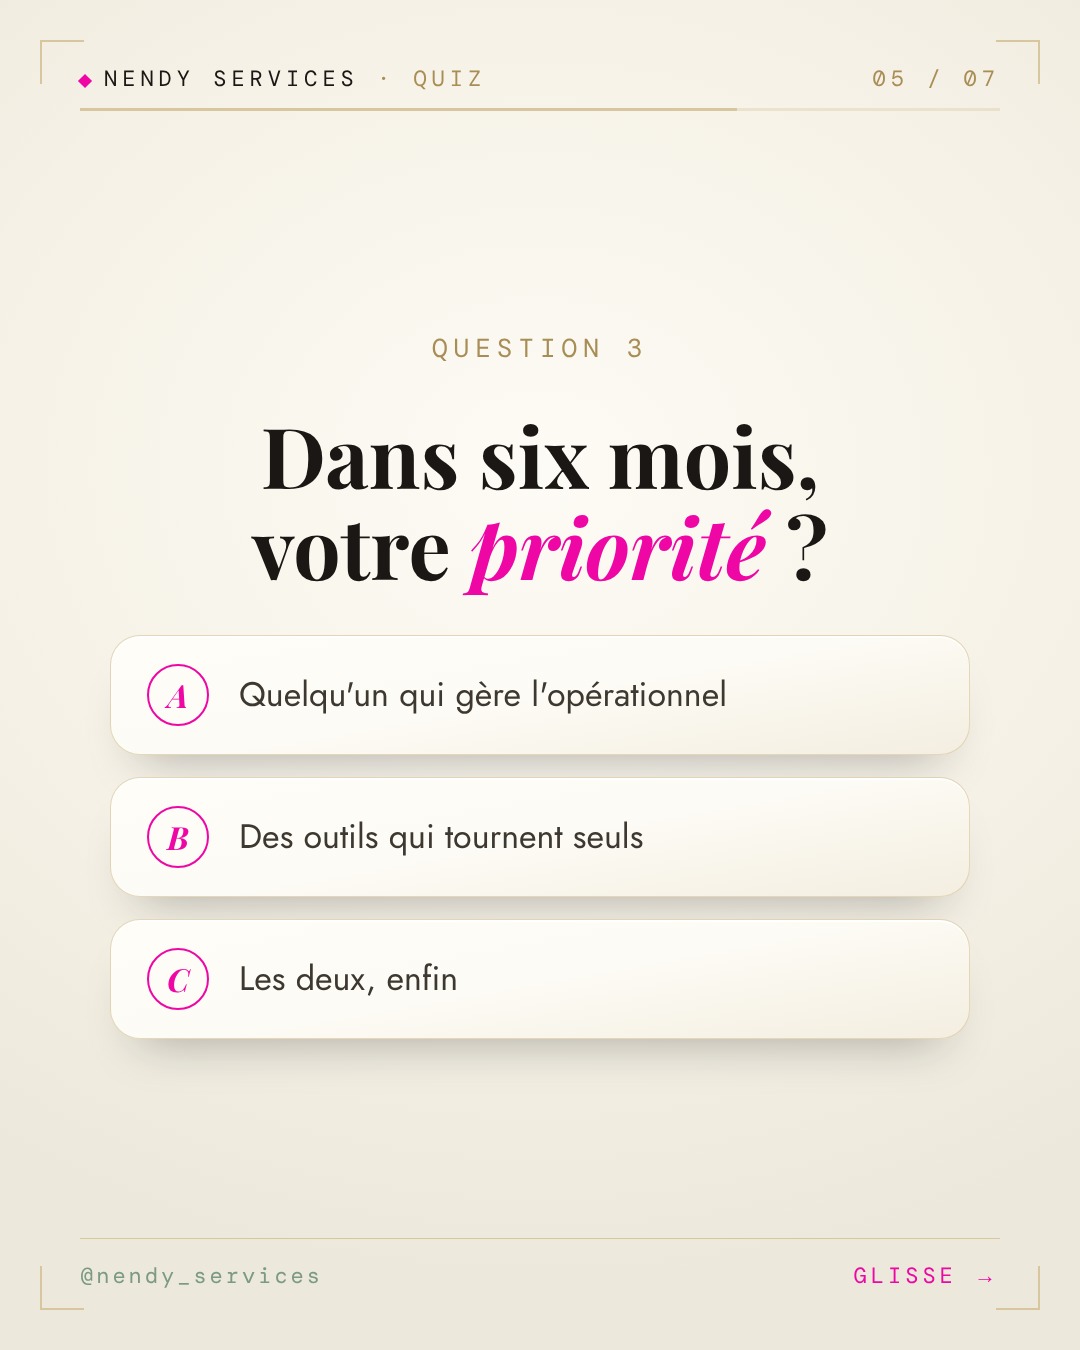 ◆ NENDY SERVICES · QUIZ
05 / 07
QUESTION 3
Dans six mois,
votre priorité ?
A Quelqu'un qui gère l'opérationnel
B Des outils qui tournent seuls
C Les deux, enfin
@nendy_services
GLISSE →